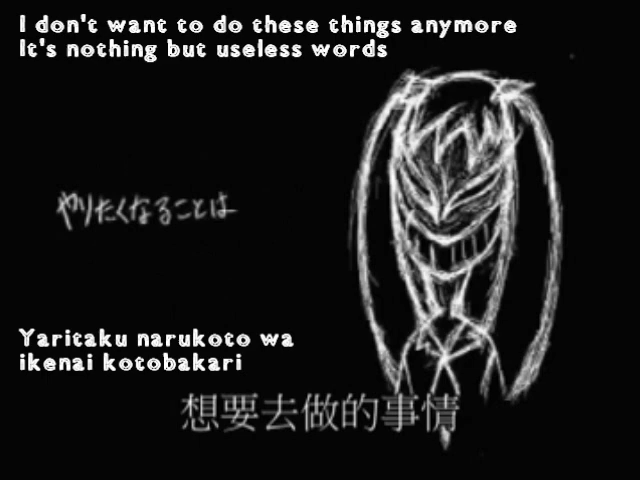 I don't want to do these things anymore
It's nothing but useless words
やりたくなることは
Yaritaku narukoto wa
ikenai kotobakari
想要去做的事情